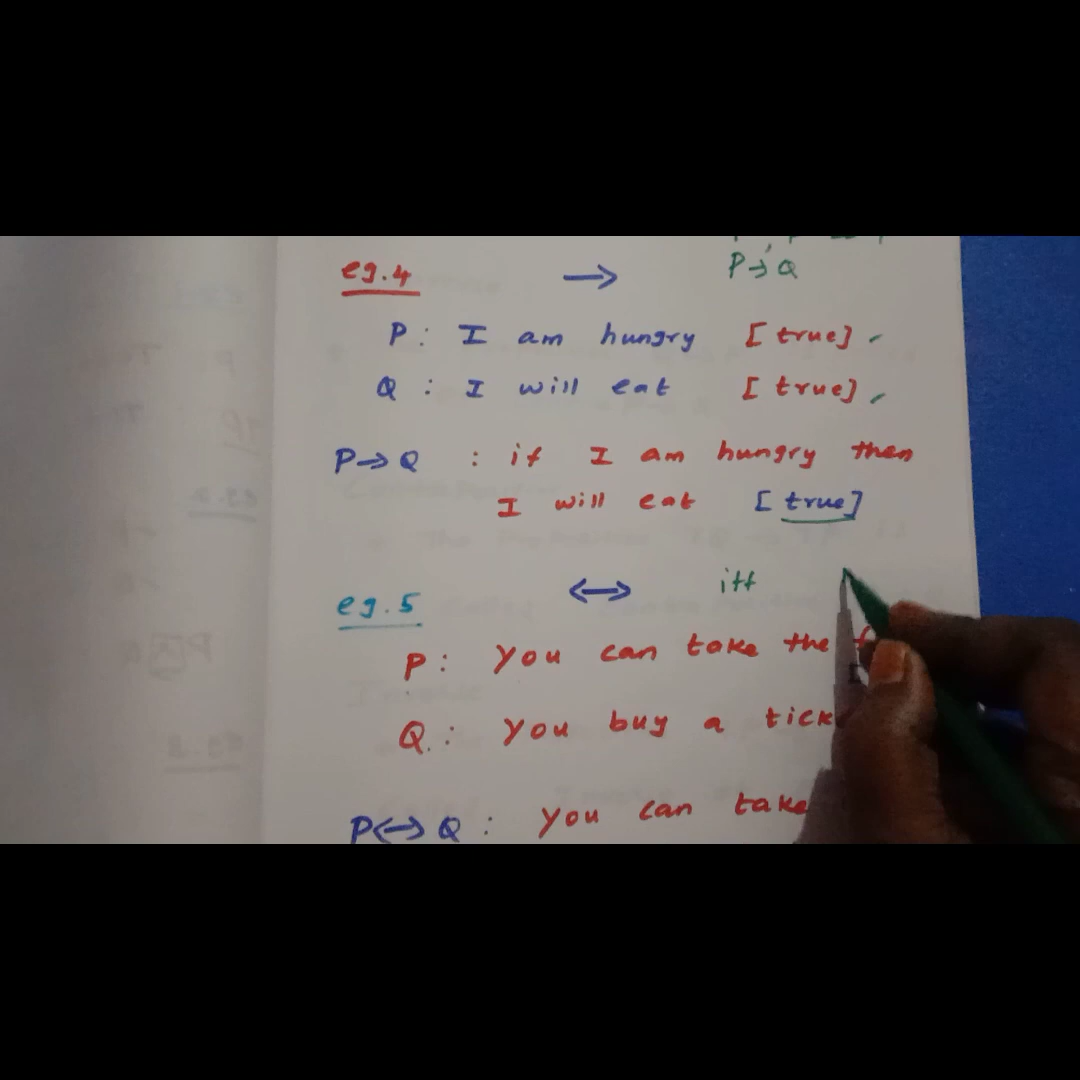 eg.4 → P→Q
P : I am hungry [true]
Q : I will eat [true]
P→Q : if I am hungry then
I will eat [true]
eg.5 ↔ iff
P : You can take the
Q : You buy a
P↔Q : You can take